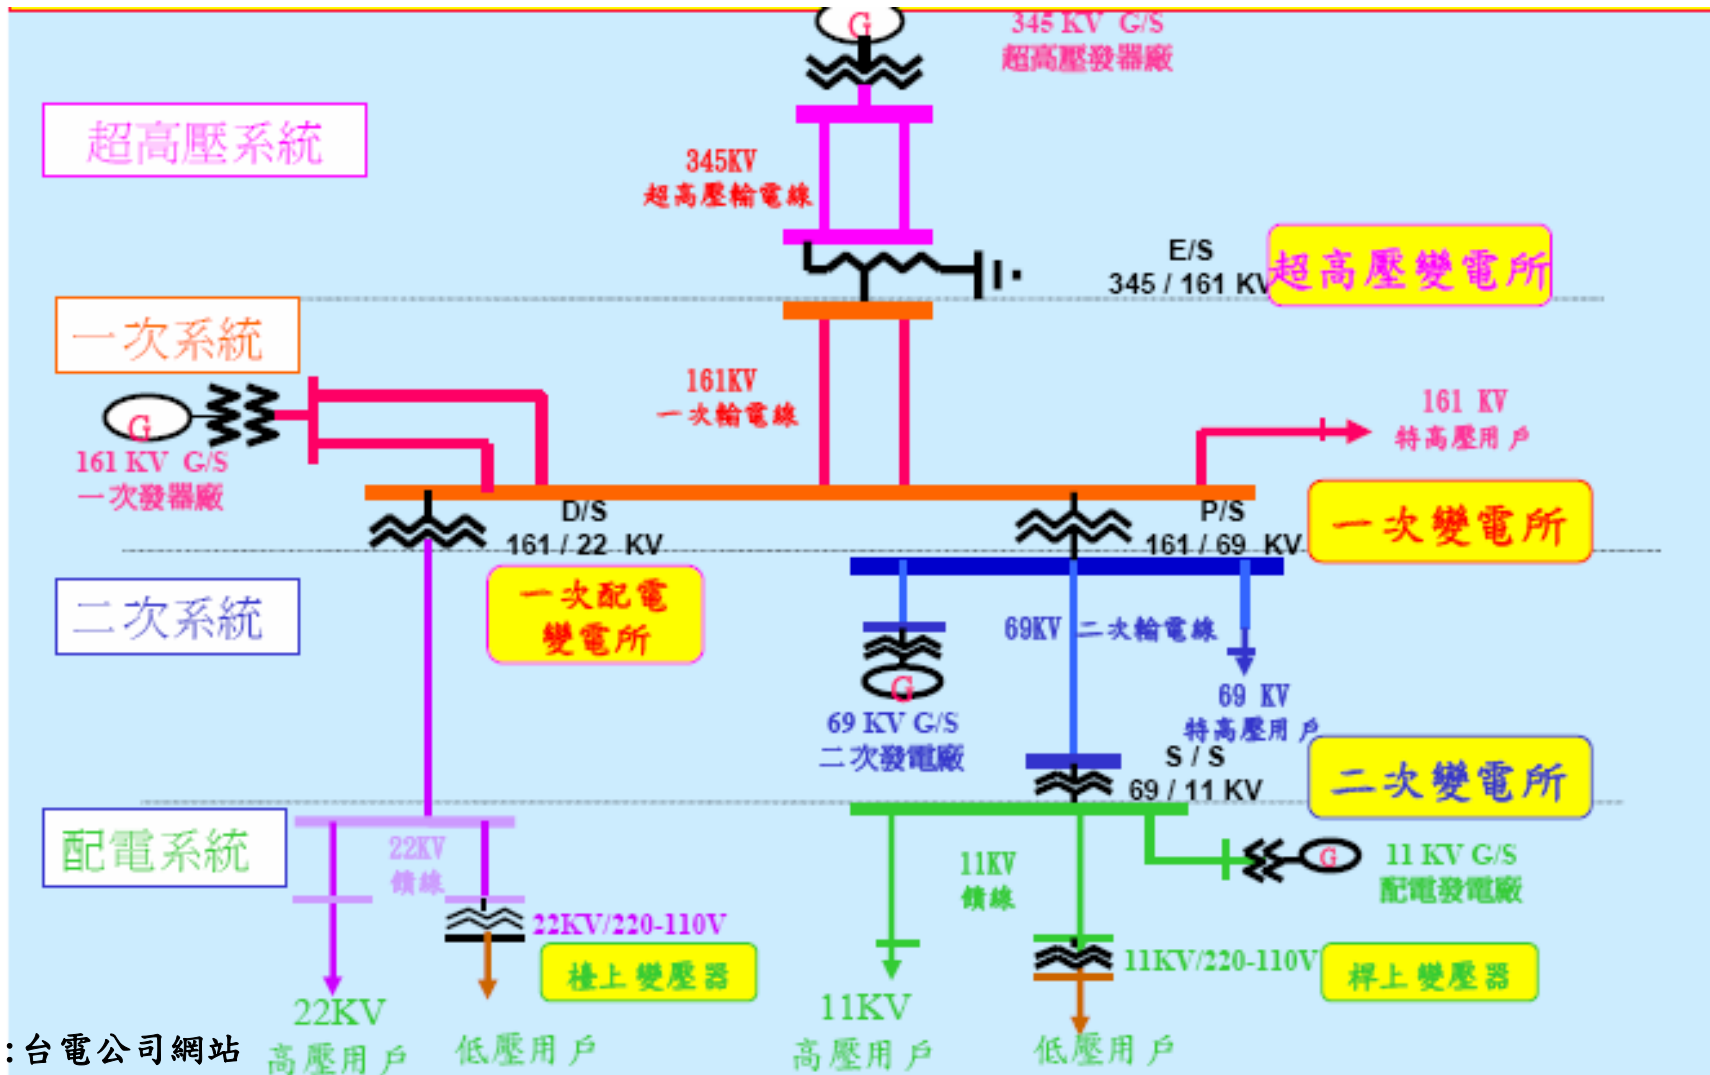 G
345 KV G/S
超高壓發器廠
超高壓系統
345KV
超高壓輸電線
E/S
345 / 161 KV
超高壓變電所
一次系統
161KV
一次輸電線
G
161 KV G/S
一次發器廠
161 KV
特高壓用戶
D/S
161 / 22 KV
P/S
161 / 69 KV
一次變電所
一次配電
變電所
二次系統
69KV 二次輸電線
G
69 KV G/S
二次發電廠
69 KV
特高壓用戶
S / S
69 / 11 KV
二次變電所
配電系統
22KV
饋線
11KV
饋線
G
11 KV G/S
配電發電廠
22KV/220-110V
檯上變壓器
11KV/220-110V
桿上變壓器
22KV
高壓用戶
低壓用戶
11KV
高壓用戶
低壓用戶
:台電公司網站